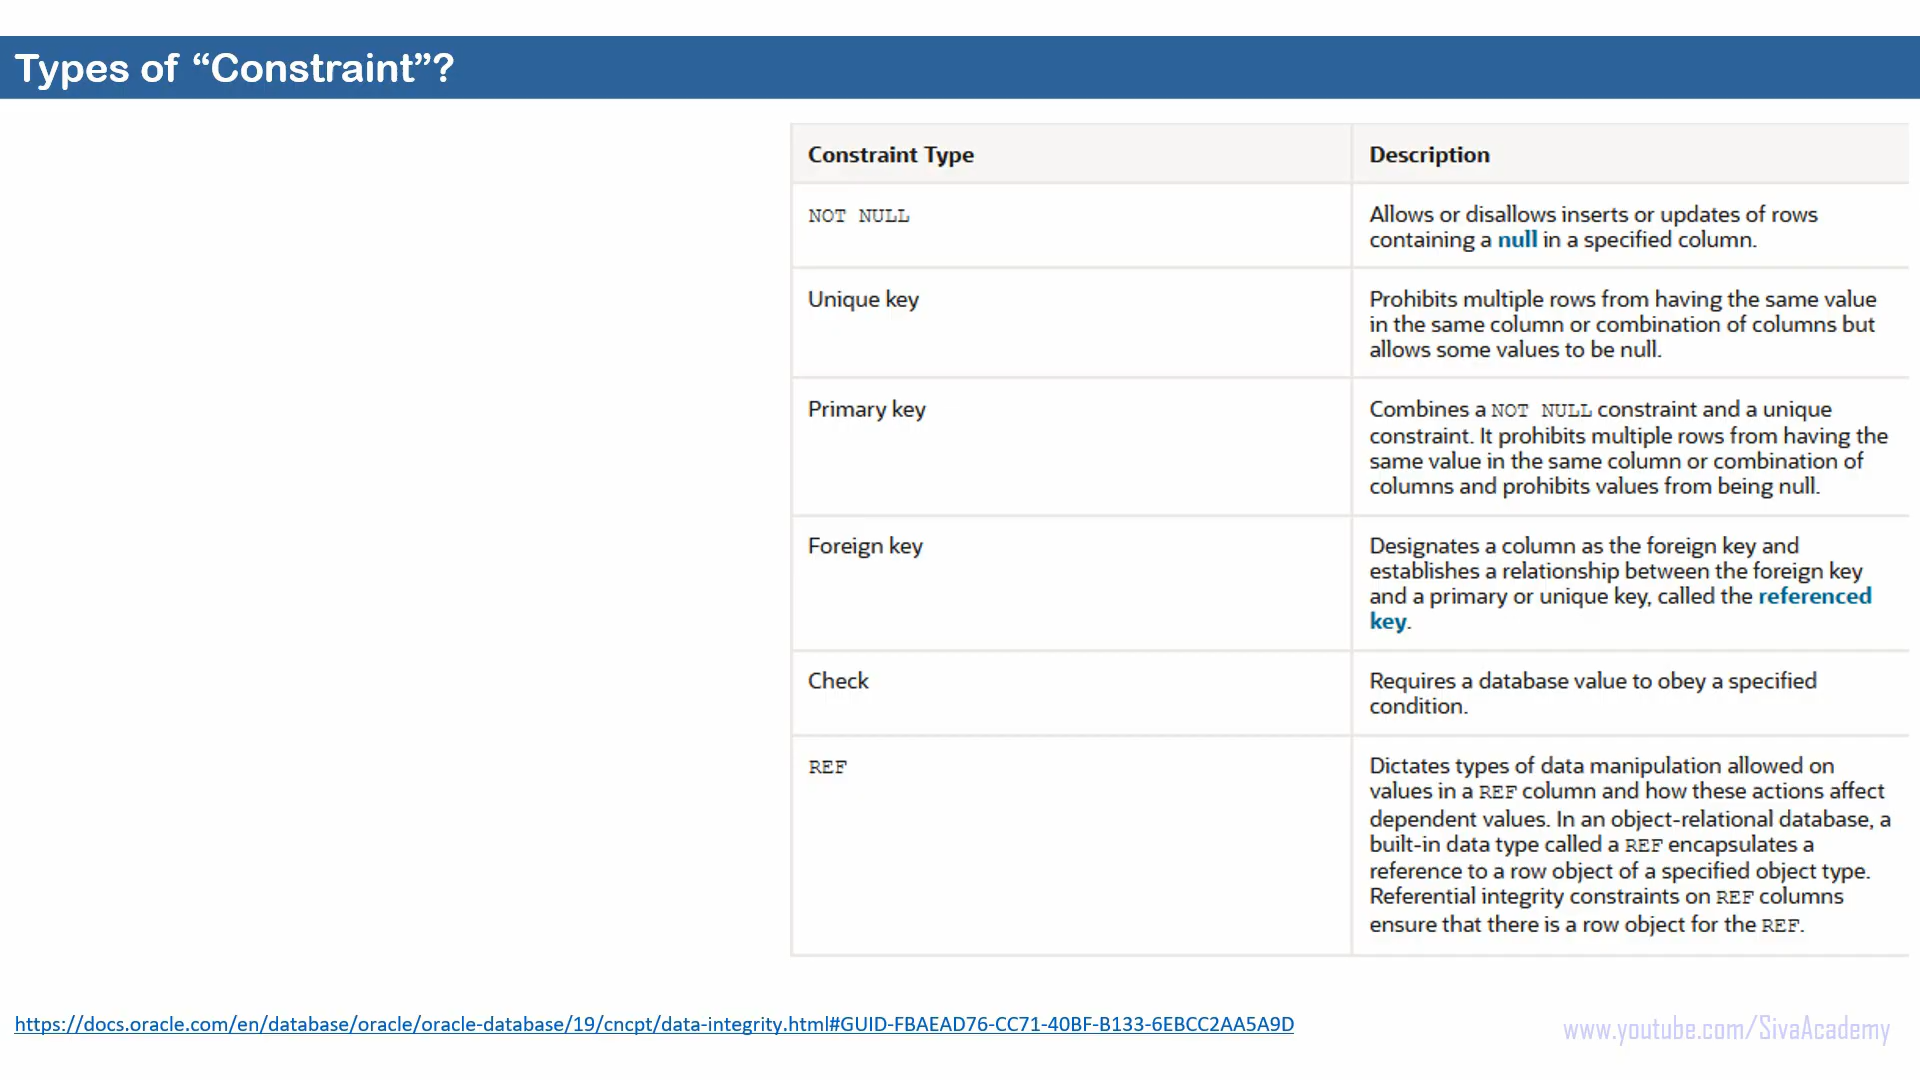 Types of “Constraint”?
Constraint Type
Description
NOT NULL
Allows or disallows inserts or updates of rows
containing a null in a specified column.
Unique key
Prohibits multiple rows from having the same value
in the same column or combination of columns but
allows some values to be null.
Primary key
Combines a NOT NULL constraint and a unique
constraint. It prohibits multiple rows from having the
same value in the same column or combination of
columns and prohibits values from being null.
Foreign key
Designates a column as the foreign key and
establishes a relationship between the foreign key
and a primary or unique key, called the referenced
key.
Check
Requires a database value to obey a specified
condition.
REF
Dictates types of data manipulation allowed on
values in a REF column and how these actions affect
dependent values. In an object-relational database, a
built-in data type called a REF encapsulates a
reference to a row object of a specified object type.
Referential integrity constraints on REF columns
ensure that there is a row object for the REF.
https://docs.oracle.com/en/database/oracle/oracle-database/19/cncpt/data-integrity.html#GUID-FBAEAD76-CC71-40BF-B133-6EBCC2AA5A9D
www.youtube.com/SivaAcademy